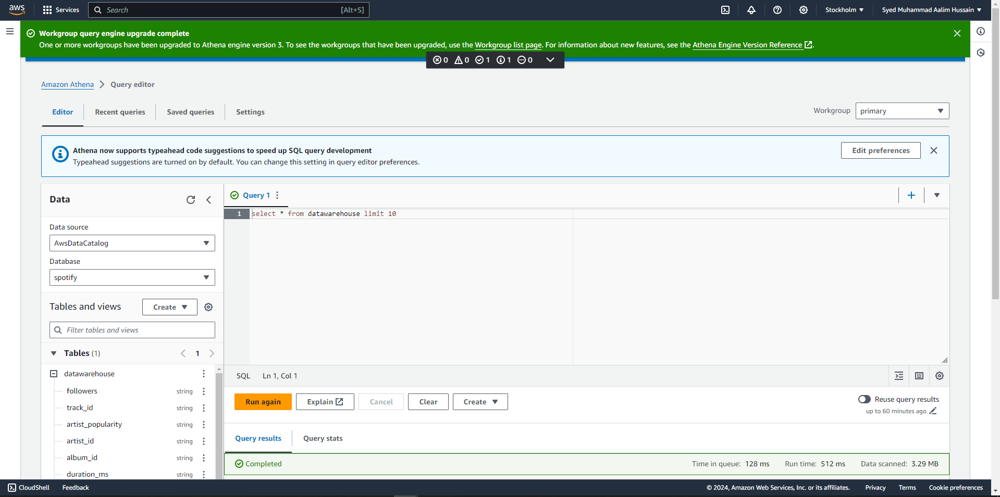 aws
Services
Search
[Alt+S]
Stockholm
Syed Muhammad Aalim Hussain
Workgroup query engine upgrade complete
One or more workgroups have been upgraded to Athena engine version 3. To see the workgroups that have been upgraded, use the Workgroup list page. For information about new features, see the Athena Engine Version Reference.
0 0 1 1 0
Amazon Athena
Query editor
Editor
Recent queries
Saved queries
Settings
Workgroup
primary
Athena now supports typeahead code suggestions to speed up SQL query development
Typeahead suggestions are turned on by default. You can change this setting in query editor preferences.
Edit preferences
Data
Data source
AwsDataCatalog
Database
spotify
Tables and views
Create
Filter tables and views
Tables (1)
1
datawarehouse
followers string
track_id string
artist_popularity string
artist_id string
album_id string
duration_ms string
Query 1
1 select * from datawarehouse limit 10
SQL Ln 1, Col 1
Run again
Explain
Cancel
Clear
Create
Reuse query results
up to 60 minutes ago
Query results
Query stats
Completed
Time in queue: 128 ms
Run time: 512 ms
Data scanned: 3.29 MB
CloudShell
Feedback
© 2024, Amazon Web Services, Inc. or its affiliates.
Privacy
Terms
Cookie preferences